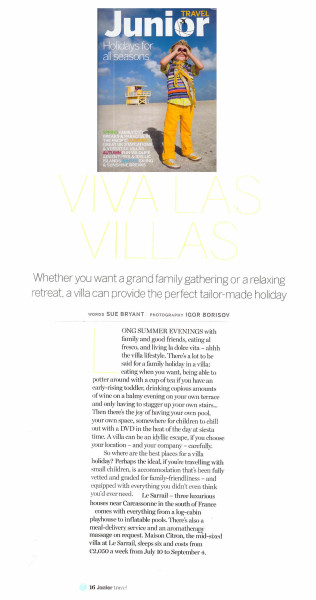 TRAVEL
Junior
Holidays for
all seasons
VIVA LAS
VILLAS
Whether you want a grand family gathering or a relaxing
retreat, a villa can provide the perfect tailor-made holiday
WORDS SUE BRYANT PHOTOGRAPHY IGOR BORISOV
LONG SUMMER EVENINGS with
family and good friends, eating al
fresco, and living la dolce vita – ahhh
the villa lifestyle. There's a lot to be
said for a family holiday in a villa:
eating when you want, being able to
potter around with a cup of tea if you have an
early-rising toddler, drinking copious amounts
of wine on a balmy evening on your own terrace
and only having to stagger up your own stairs...
Then there's the joy of having your own pool,
your own space, somewhere for children to chill
out with a DVD in the heat of the day at siesta
time. A villa can be an idyllic escape, if you choose
your location – and your company – carefully.
So where are the best places for a villa
holiday? Perhaps the ideal, if you're travelling with
small children, is accommodation that's been fully
vetted and graded for family-friendliness – and
equipped with everything you didn't even think
you'd ever need. Le Sarrail – three luxurious
houses near Carcassonne in the south of France
comes with everything from a log-cabin
playhouse to inflatable pools. There's also a
meal-delivery service and an aromatherapy
massage on request. Maison Citron, the mid-sized
villa at Le Sarrail, sleeps six and costs from
€2,050 a week from July 10 to September 4.
16 Junior travel